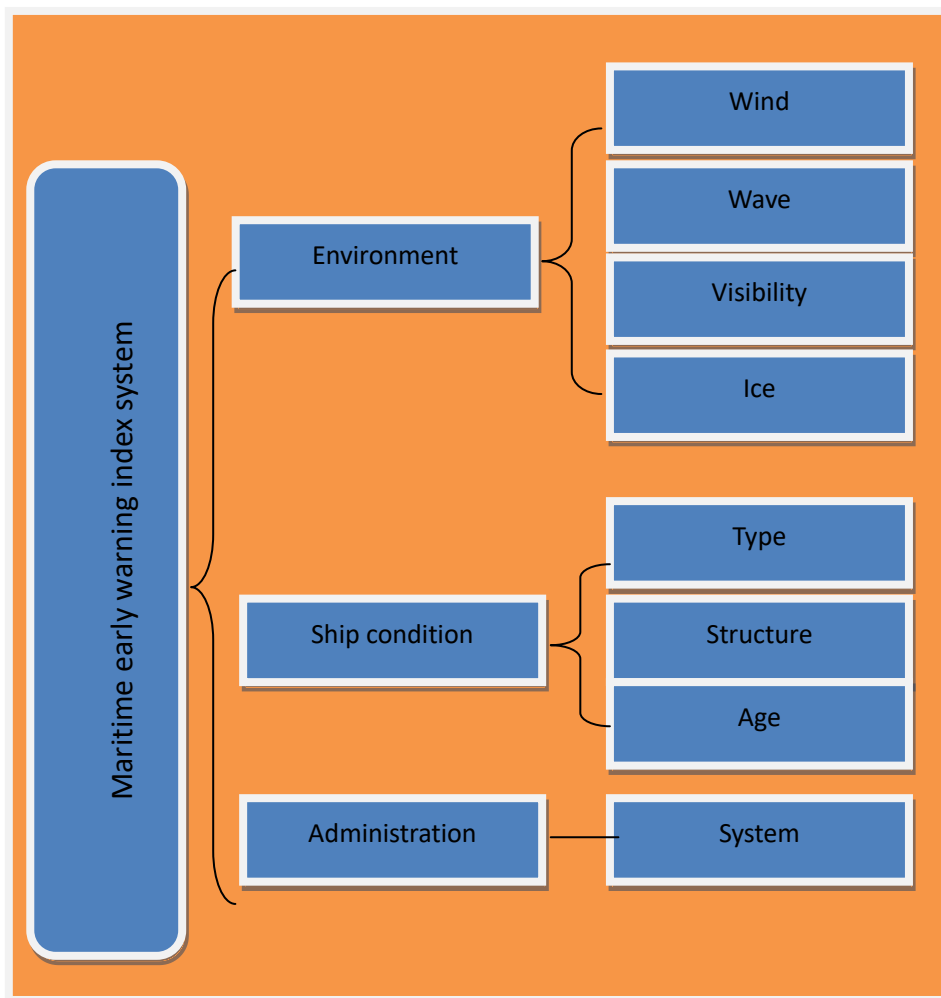 Maritime early warning index system
Environment
Wind
Wave
Visibility
Ice
Ship condition
Type
Structure
Age
Administration
System